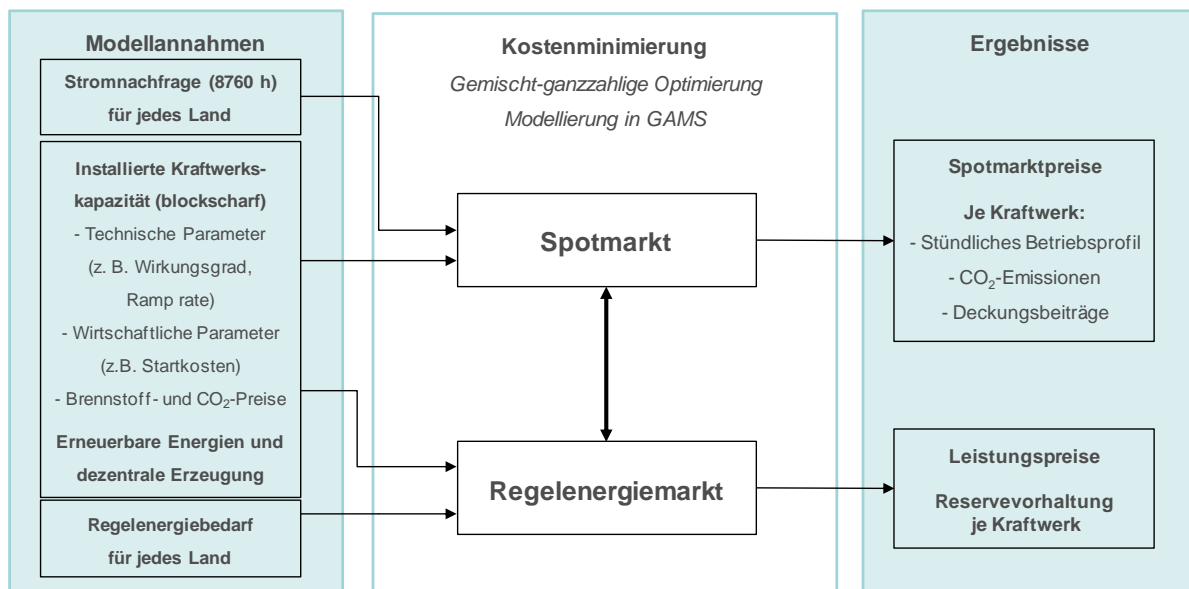 Modellannahmen
Stromnachfrage (8760 h)
für jedes Land
Installierte Kraftwerks-
kapazität (blockscharf)
- Technische Parameter
(z. B. Wirkungsgrad,
Ramp rate)
- Wirtschaftliche Parameter
(z.B. Startkosten)
- Brennstoff- und CO₂-Preise
Erneuerbare Energien und
dezentrale Erzeugung
Regelenergiebedarf
für jedes Land
Kostenminimierung
Gemischt-ganzzahlige Optimierung
Modellierung in GAMS
Spotmarkt
Regelenergiemarkt
Ergebnisse
Spotmarktpreise
Je Kraftwerk:
- Stündliches Betriebsprofil
- CO₂-Emissionen
- Deckungsbeiträge
Leistungspreise
Reservevorhaltung
je Kraftwerk